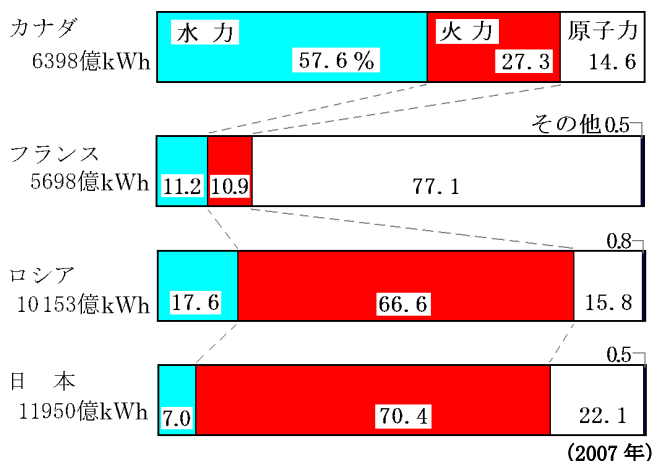 カナダ
6398億kWh
水力 火力 原子力
57.6% 27.3 14.6
その他0.5
フランス
5698億kWh
11.2 10.9 77.1
0.8
ロシア
10153億kWh
17.6 66.6 15.8
0.5
日本
11950億kWh
7.0 70.4 22.1
(2007年)